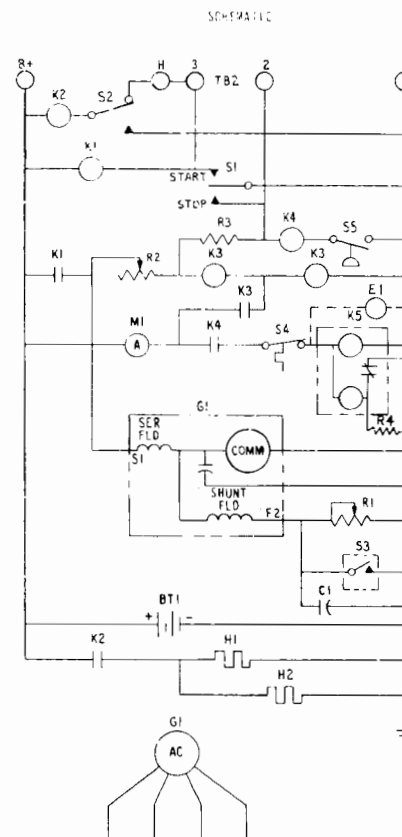 SCHEMATIC
B+ H 3 TB2 2
K2 S2
K1 S1
START
STOP
R3 K4 S5
K1 R2 K3 K3
K3 E1
M1 K4 S4 K5
A
R4
G1
SER
FLD
S1 COMM
SHUNT
FLD F2 R1
S3
C1
BT1
+ -
K2 H1
H2
G1
AC